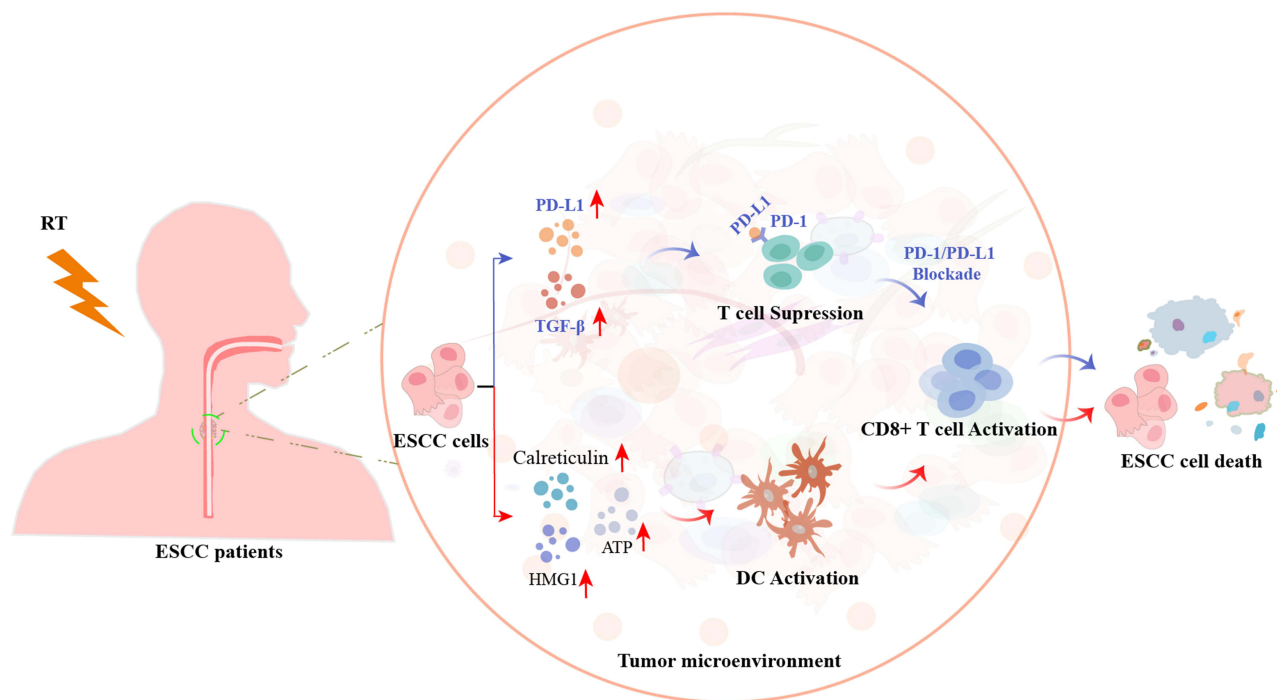 RT
ESCC patients
ESCC cells
PD-L1
TGF-β
PD-L1
PD-1
T cell Supression
PD-1/PD-L1
Blockade
Calreticulin
ATP
HMG1
DC Activation
CD8+ T cell Activation
ESCC cell death
Tumor microenvironment